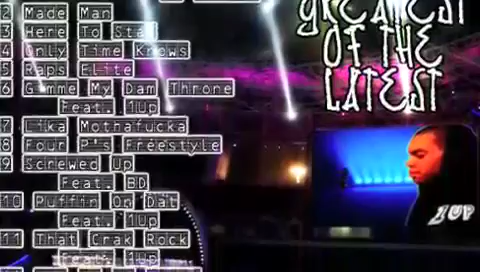 2 Made Man
3 Here To Stay
4 Only Time Knows
5 Raps Elite
6 Gimme My Dam Throne
Feat. 1Up
7 Lika Mothafucka
8 Four P's Freestyle
9 Screwed Up
Feat. BD
10 Puffin On Dat
Feat. 1Up
11 That Crak Rock
Feat. 1Up
GREATEST
OF THE
LATEST
1UP